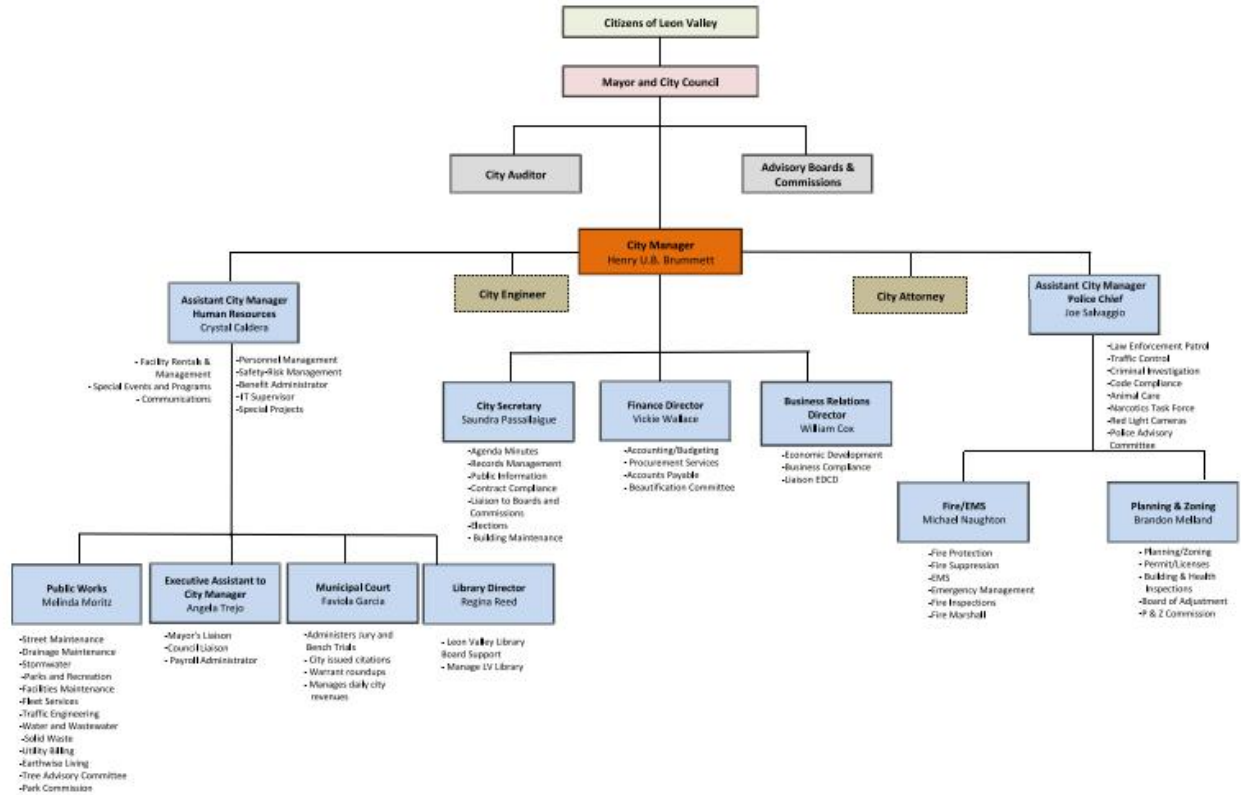 Citizens of Leon Valley
Mayor and City Council
City Auditor
Advisory Boards &
Commissions
City Manager
Henry U.B. Brummett
City Engineer
City Attorney
Assistant City Manager
Human Resources
Crystal Caldera
- Facility Rentals &
Management
- Special Events and Programs
- Communications
-Personnel Management
-Safety-Risk Management
-Benefit Administrator
-IT Supervisor
-Special Projects
Assistant City Manager
Police Chief
Joe Salvaggio
-Law Enforcement Patrol
-Traffic Control
-Criminal Investigation
-Code Compliance
-Animal Care
-Narcotics Task Force
-Red Light Cameras
-Police Advisory
Committee
City Secretary
Saundra Passailaigue
-Agenda Minutes
-Records Management
-Public Information
-Contract Compliance
-Liaison to Boards and
Commissions
-Elections
- Building Maintenance
Finance Director
Vickie Wallace
-Accounting/Budgeting
- Procurement Services
-Accounts Payable
- Beautification Committee
Business Relations
Director
William Cox
-Economic Development
-Business Compliance
-Liaison EDCD
Fire/EMS
Michael Naughton
-Fire Protection
-Fire Suppression
-EMS
-Emergency Management
-Fire Inspections
-Fire Marshall
Planning & Zoning
Brandon Melland
- Planning/Zoning
- Permit/Licenses
- Building & Health
Inspections
-Board of Adjustment
-P & Z Commission
Public Works
Melinda Moritz
-Street Maintenance
-Drainage Maintenance
-Stormwater
-Parks and Recreation
-Facilities Maintenance
-Fleet Services
-Traffic Engineering
-Water and Wastewater
-Solid Waste
-Utility Billing
-Earthwise Living
-Tree Advisory Committee
-Park Commission
Executive Assistant to
City Manager
Angela Trejo
-Mayor's Liaison
-Council Liaison
- Payroll Administrator
Municipal Court
Faviola Garcia
-Administers Jury and
Bench Trials
- City issued citations
- Warrant roundups
- Manages daily city
revenues
Library Director
Regina Reed
- Leon Valley Library
Board Support
- Manage LV Library